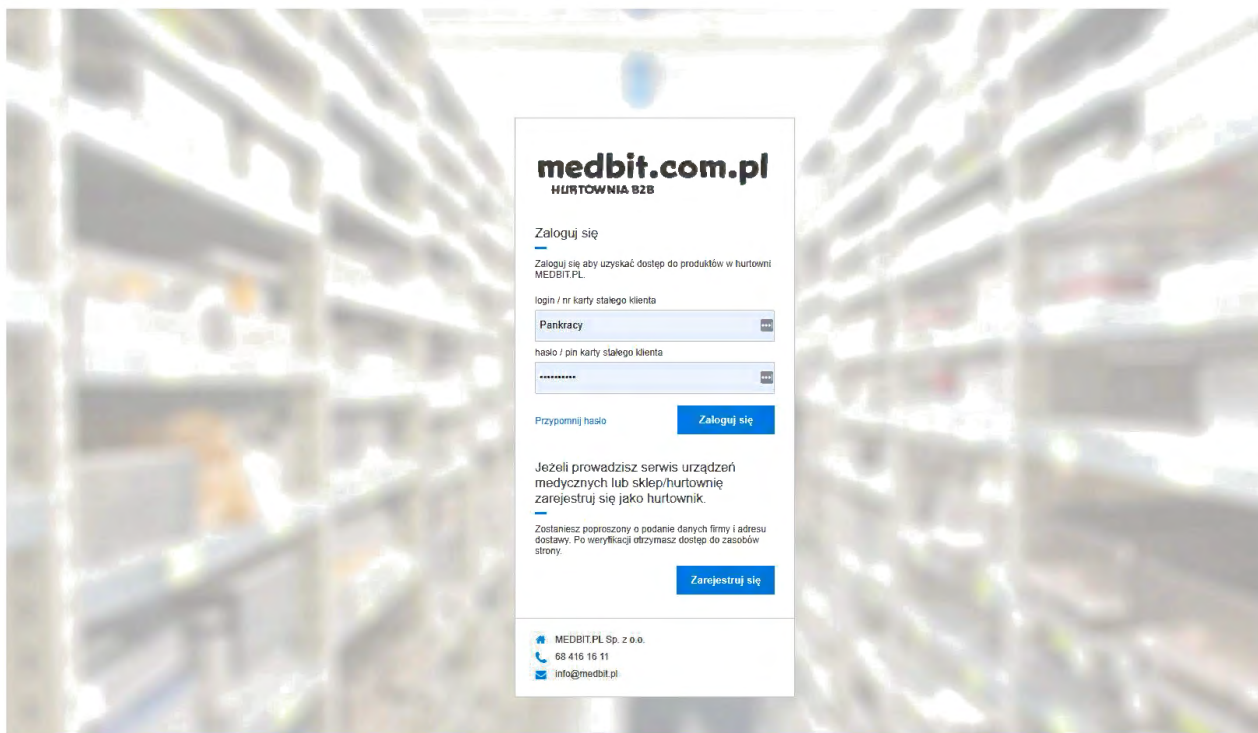 medbit.com.pl
HURTOWNIA B2B
Zaloguj się
Zaloguj się aby uzyskać dostęp do produktów w hurtowni
MEDBIT.PL.
login / nr karty stałego klienta
Pankracy
hasło / pin karty stałego klienta
••••••••••
Przypomnij hasło
Zaloguj się
Jeżeli prowadzisz serwis urządzeń
medycznych lub sklep/hurtownię
zarejestruj się jako hurtownik.
Zostaniesz poproszony o podanie danych firmy i adresu
dostawy. Po weryfikacji otrzymasz dostęp do zasobów
strony.
Zarejestruj się
MEDBIT.PL Sp. z o.o.
68 416 16 11
info@medbit.pl